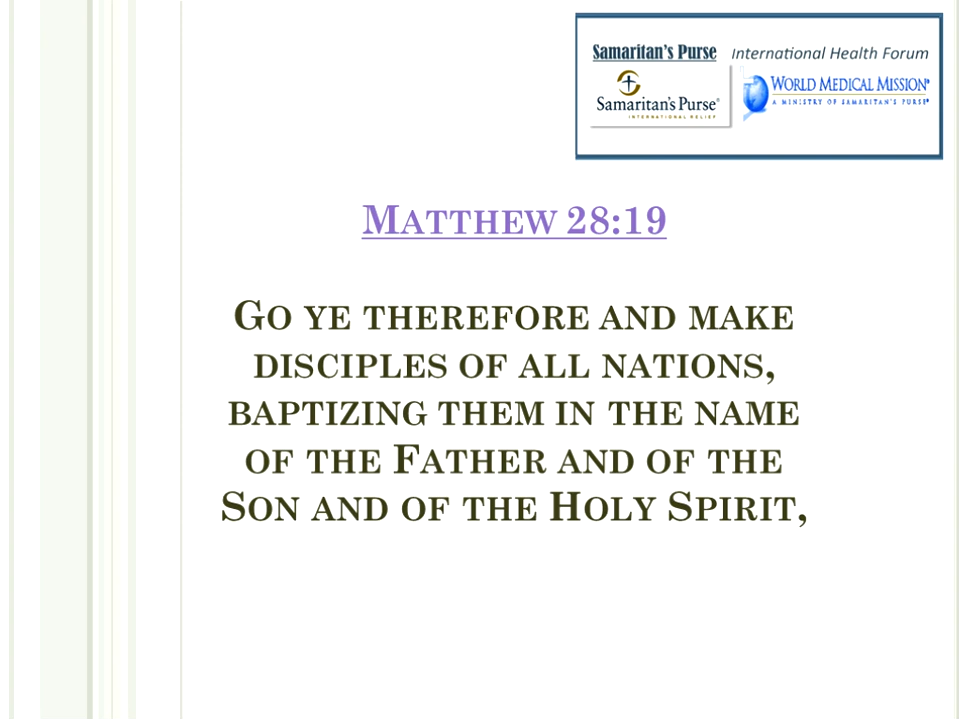 Samaritan's Purse International Health Forum
Samaritan's Purse®
INTERNATIONAL RELIEF
WORLD MEDICAL MISSION®
A MINISTRY OF SAMARITAN'S PURSE®
MATTHEW 28:19
GO YE THEREFORE AND MAKE
DISCIPLES OF ALL NATIONS,
BAPTIZING THEM IN THE NAME
OF THE FATHER AND OF THE
SON AND OF THE HOLY SPIRIT,